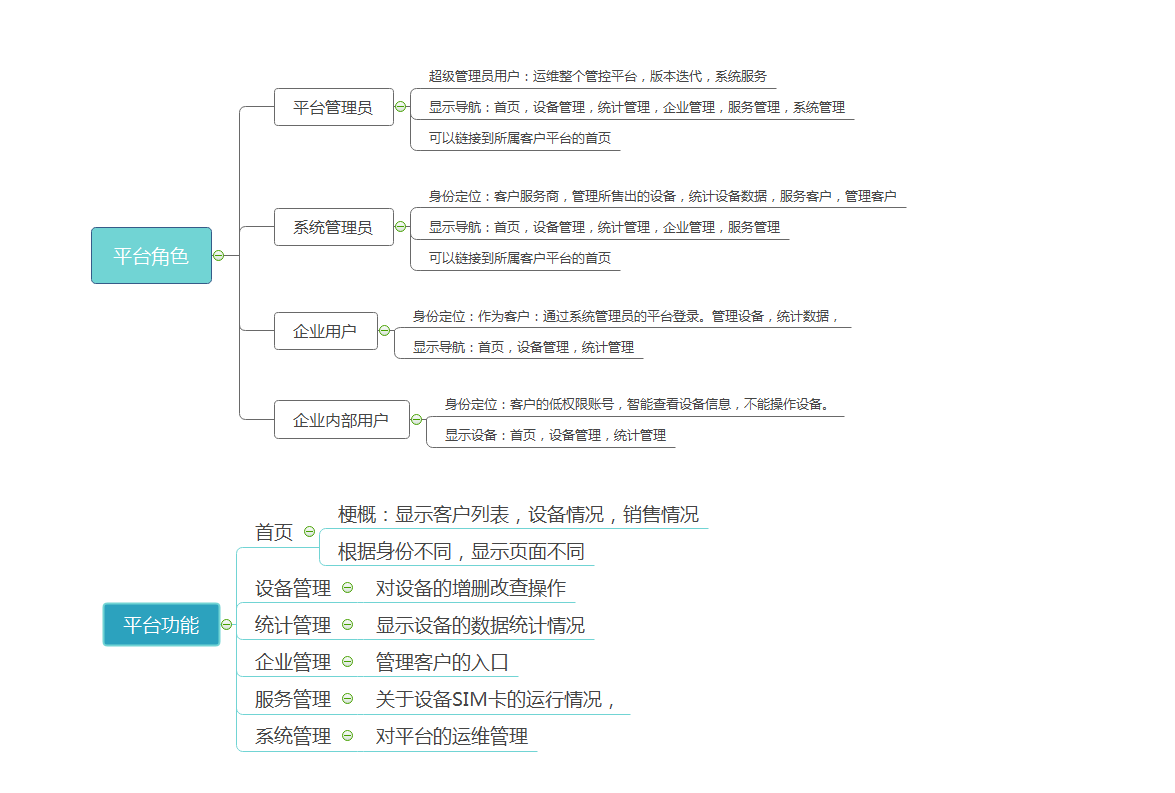 平台角色
平台管理员
超级管理员用户：运维整个管控平台，版本迭代，系统服务
显示导航：首页，设备管理，统计管理，企业管理，服务管理，系统管理
可以链接到所属客户平台的首页
系统管理员
身份定位：客户服务商，管理所售出的设备，统计设备数据，服务客户，管理客户
显示导航：首页，设备管理，统计管理，企业管理，服务管理
可以链接到所属客户平台的首页
企业用户
身份定位：作为客户：通过系统管理员的平台登录。管理设备，统计数据，
显示导航：首页，设备管理，统计管理
企业内部用户
身份定位：客户的低权限账号，智能查看设备信息，不能操作设备。
显示设备：首页，设备管理，统计管理
平台功能
首页
梗概：显示客户列表，设备情况，销售情况
根据身份不同，显示页面不同
设备管理 对设备的增删改查操作
统计管理 显示设备的数据统计情况
企业管理 管理客户的入口
服务管理 关于设备SIM卡的运行情况，
系统管理 对平台的运维管理